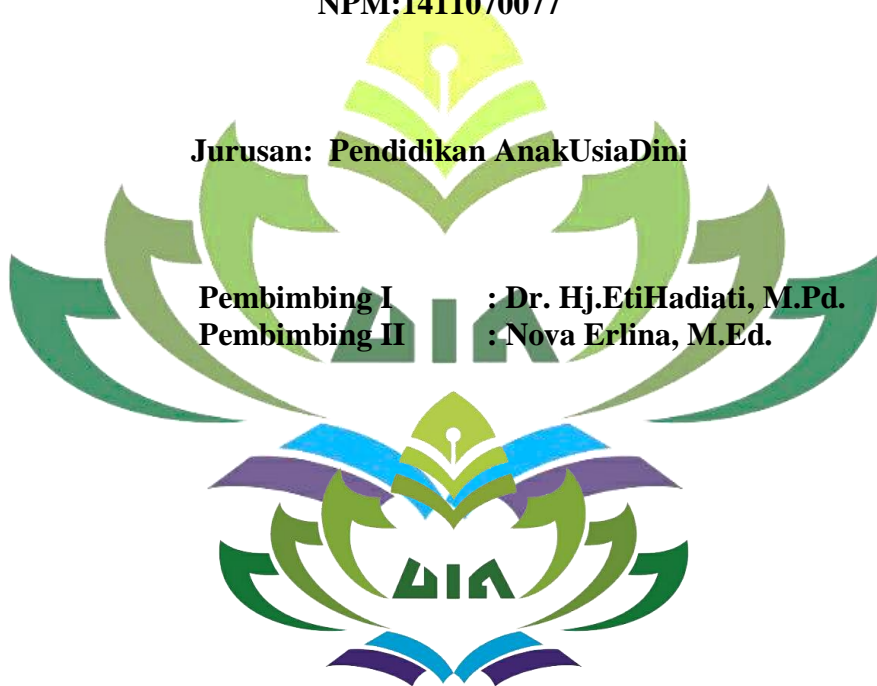 NPM:1411070077
Jurusan: Pendidikan AnakUsiaDini
Pembimbing I : Dr. Hj.EtiHadiati, M.Pd.
Pembimbing II : Nova Erlina, M.Ed.